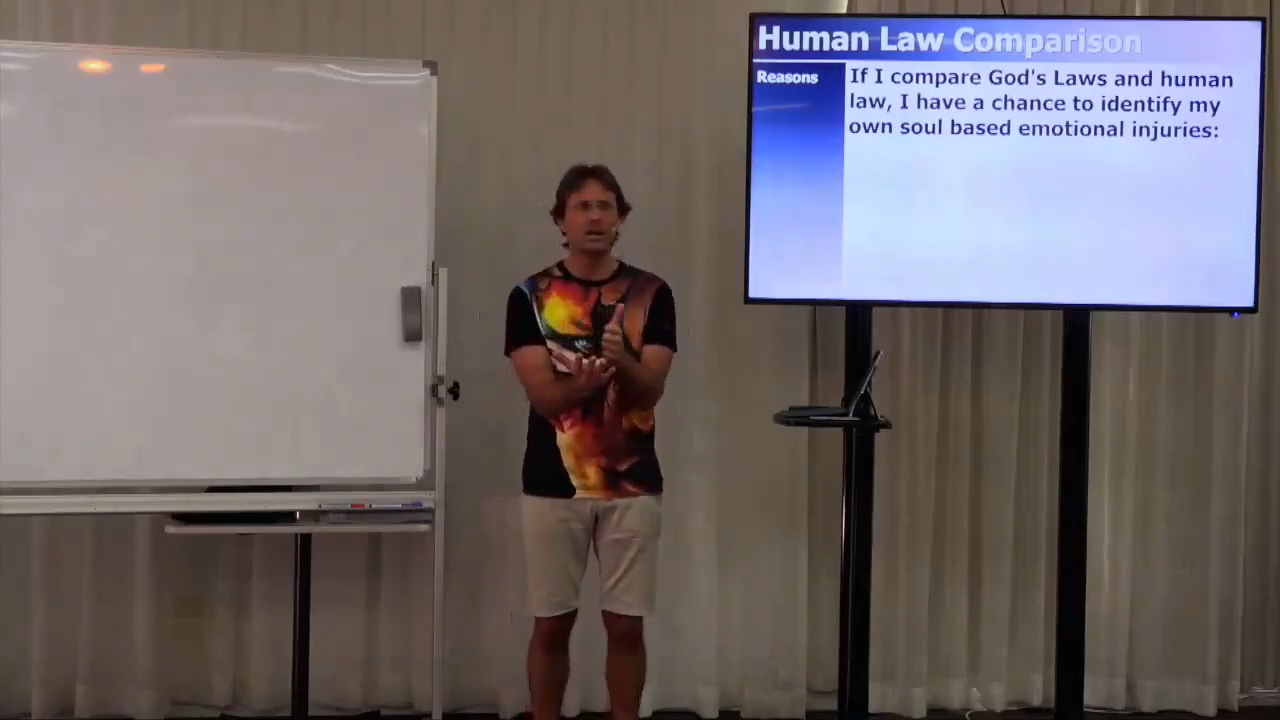 Human Law Comparison
Reasons
If I compare God's Laws and human
law, I have a chance to identify my
own soul based emotional injuries: